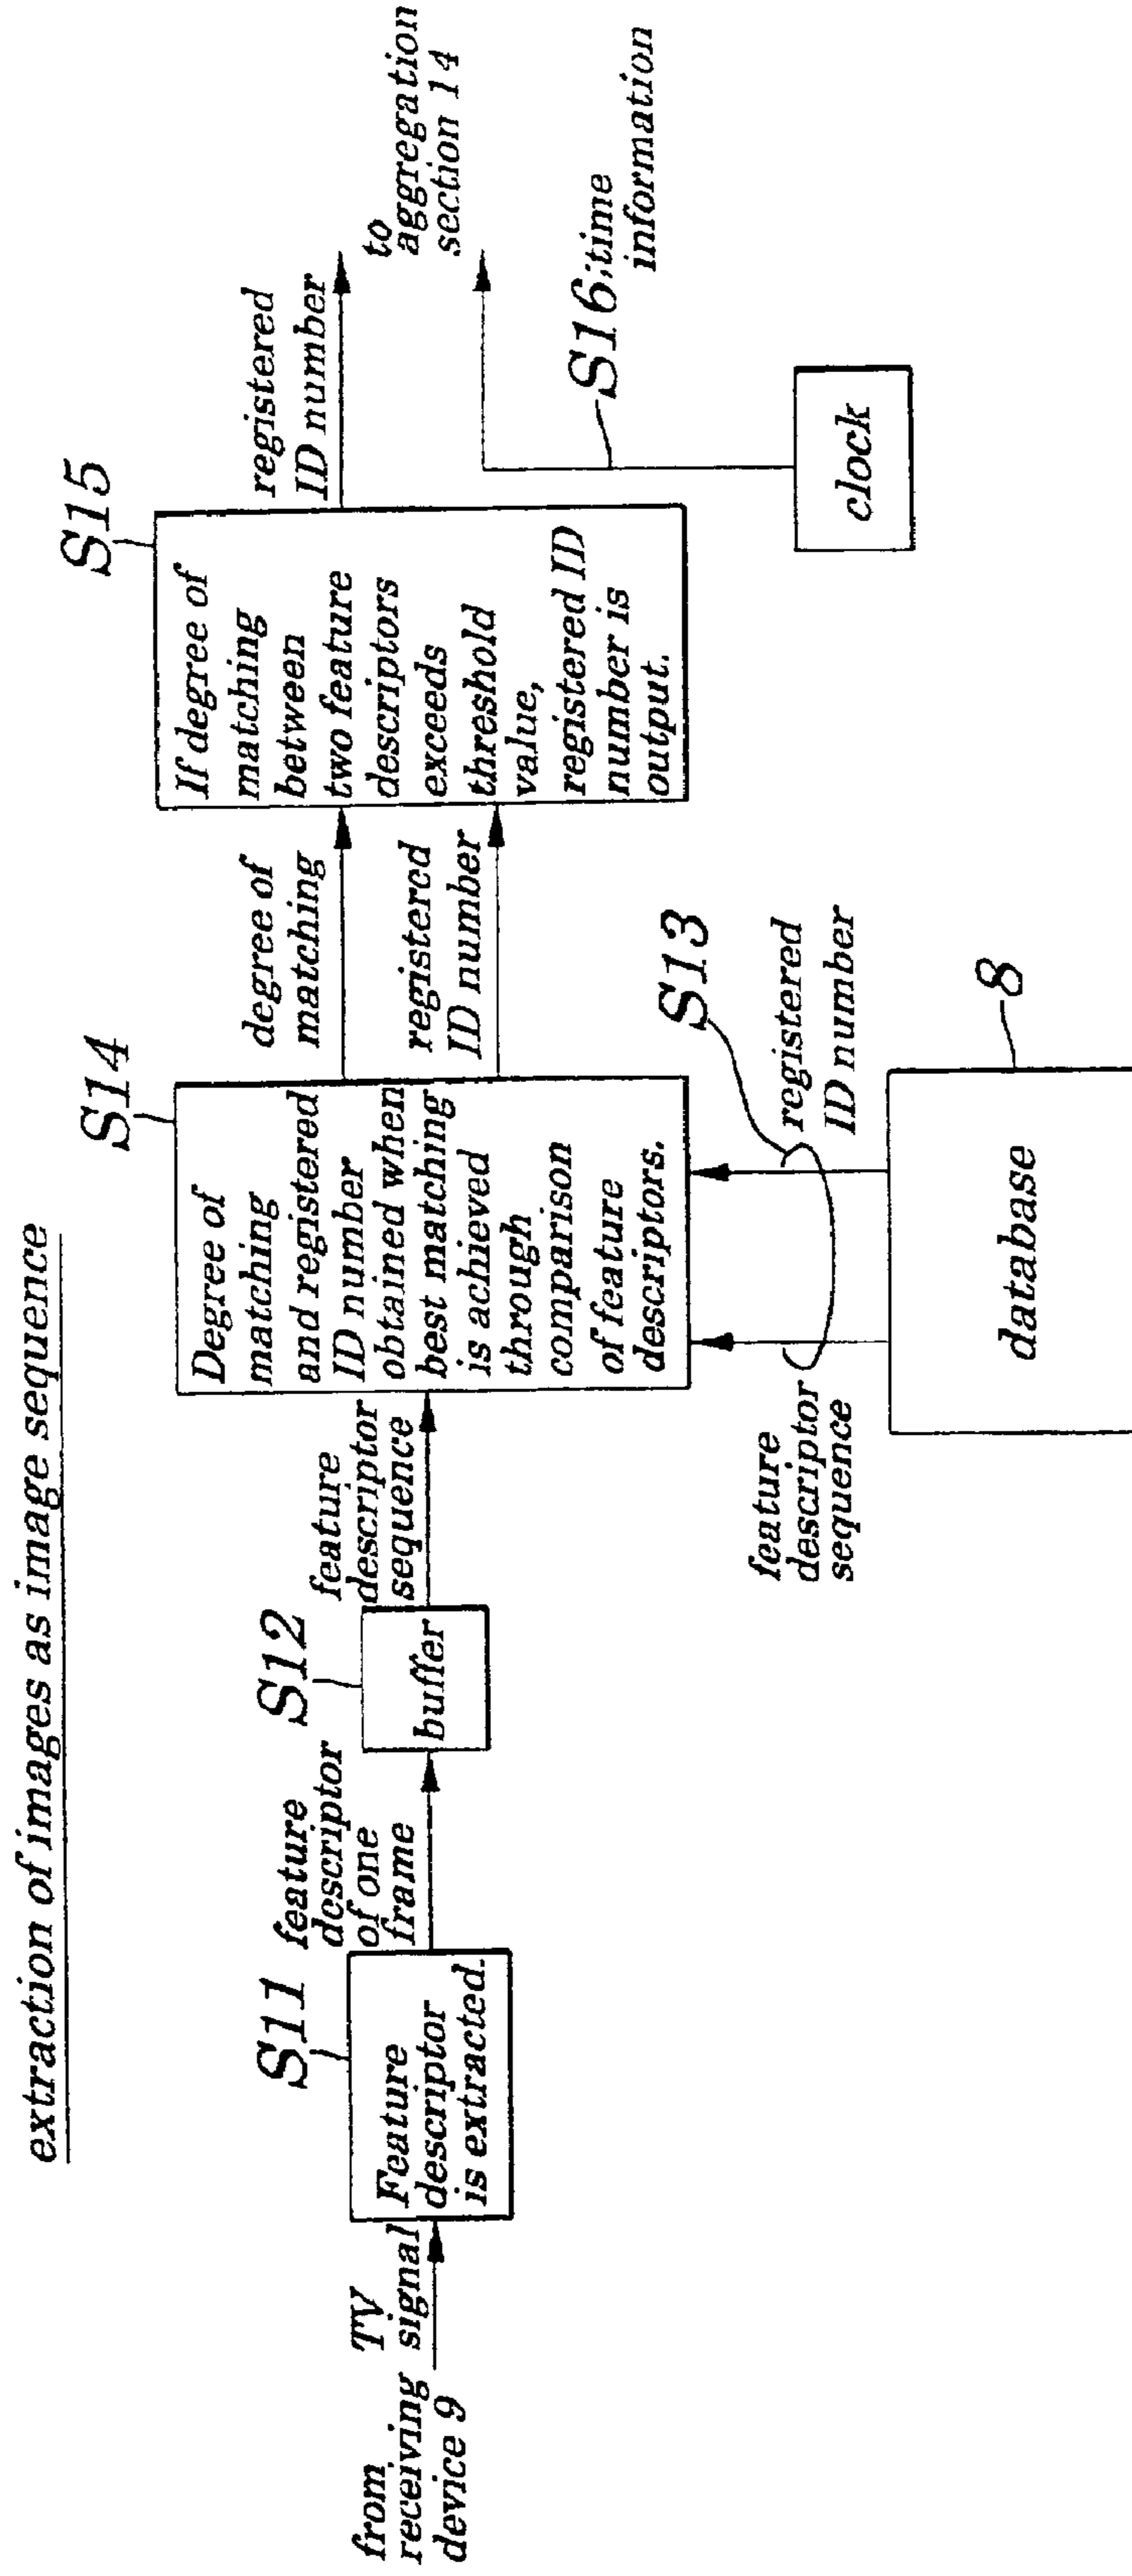 extraction of images as image sequence
from
receiving
device 9
TV
signal
S11
Feature
descriptor
is extracted.
feature
descriptor
of one
frame
S12
buffer
feature
descriptor
sequence
S14
Degree of
matching
and registered
ID number
obtained when
best matching
is achieved
through
comparison
of feature
descriptors.
feature
descriptor
sequence
S13
registered
ID number
database
8
degree of
matching
registered
ID number
S15
If degree of
matching
between
two feature
descriptors
exceeds
threshold
value,
registered ID
number is
output.
registered
ID number
to
aggregation
section 14
S16;time
information
clock